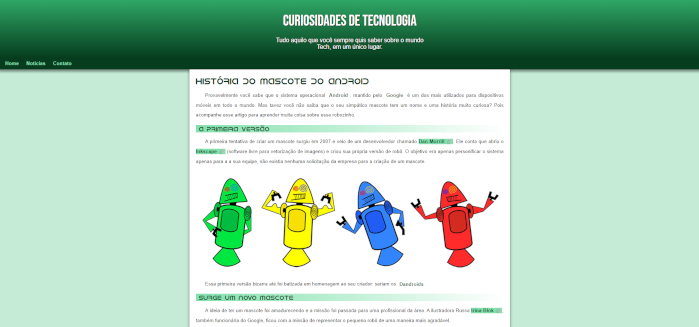 CURIOSIDADES DE TECNOLOGIA
Tudo aquilo que você sempre quis saber sobre o mundo
Tech, em um único lugar.
Home Notícias Contato
HISTÓRIA DO MASCOTE DO ANDROID
Provavelmente você sabe que o sistema operacional Android , mantido pelo Google é um dos mais utilizados para dispositivos
móveis em todo o mundo. Mas talvez você não saiba que o seu simpático mascote tem um nome e uma história muito curiosa? Pois
acompanhe esse artigo para aprender muita coisa sobre esse robozinho.
A PRIMEIRA VERSÃO
A primeira tentativa de criar um mascote surgiu em 2007 e veio de um desenvolvedor chamado Dan Morrill . Ele conta que abriu o
Inkscape (software livre para vetorização de imagens) e criou sua própria versão de robô. O objetivo era apenas personificar o sistema
apenas para a a sua equipe, não existia nenhuma solicitação da empresa para a criação de um mascote.
Essa primeira versão bizarra até foi batizada em homenagem ao seu criador: seriam os Dandroids
SURGE UM NOVO MASCOTE
A ideia de ter um mascote foi amadurecendo e a missão foi passada para uma profissional da área. A ilustradora Russa Irina Blok ,
também funcionária do Google, ficou com a missão de representar o pequeno robô de uma maneira mais agradável.